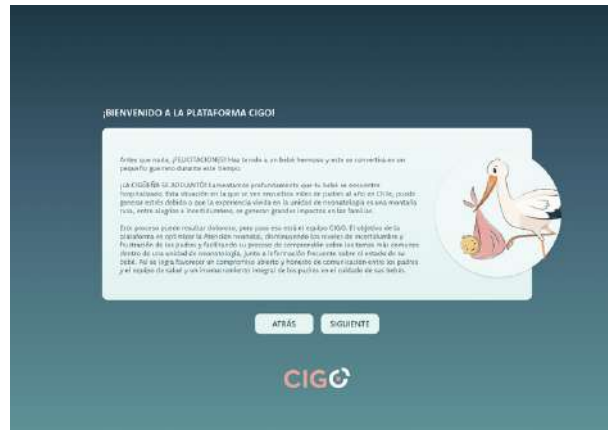 ¡BIENVENIDO A LA PLATAFORMA CIGO!
Antes que nada, ¡FELICITACIONES! Has tenido a un bebé hermoso y este se convertirá en un
pequeño guerrero durante este tiempo.
¡LA CIGÜEÑA SE ADELANTÓ! Lamentamos profundamente que tu bebé se encuentre
hospitalizado. Esta situación en la que se ven envueltos miles de padres al año en Chile, puede
generar estrés debido a que la experiencia vivida en la unidad de neonatología es una montaña
rusa, entre alegrías e incertidumbre, se generan grandes impactos en las familias.
Este proceso puede resultar doloroso, pero para eso está el equipo CIGO. El objetivo de la
plataforma es optimizar la Atención neonatal, disminuyendo los niveles de incertidumbre y
frustración de los padres y facilitando su proceso de comprensión sobre los temas más comunes
dentro de una unidad de neonatología, junto a información frecuente sobre el estado de su
bebé. Así se logra favorecer un compromiso abierto y honesto de comunicación entre los padres
y el equipo de salud y un involucramiento integral de los padres en el cuidado de sus bebés.
ATRÁS SIGUIENTE
CIGO